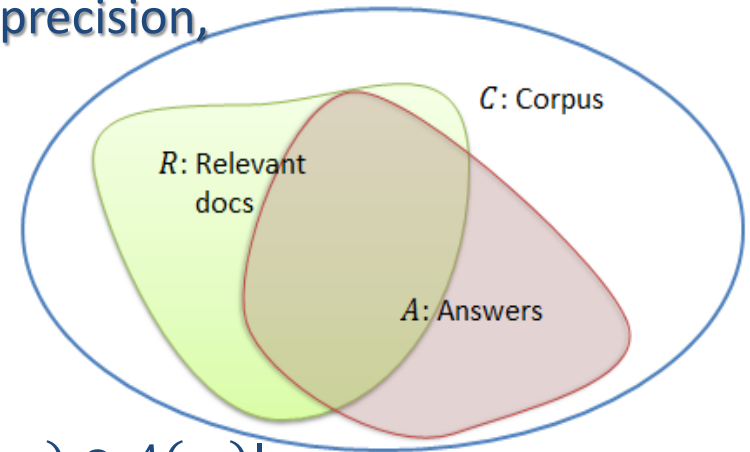 precision,
C: Corpus
R: Relevant
docs
A: Answers